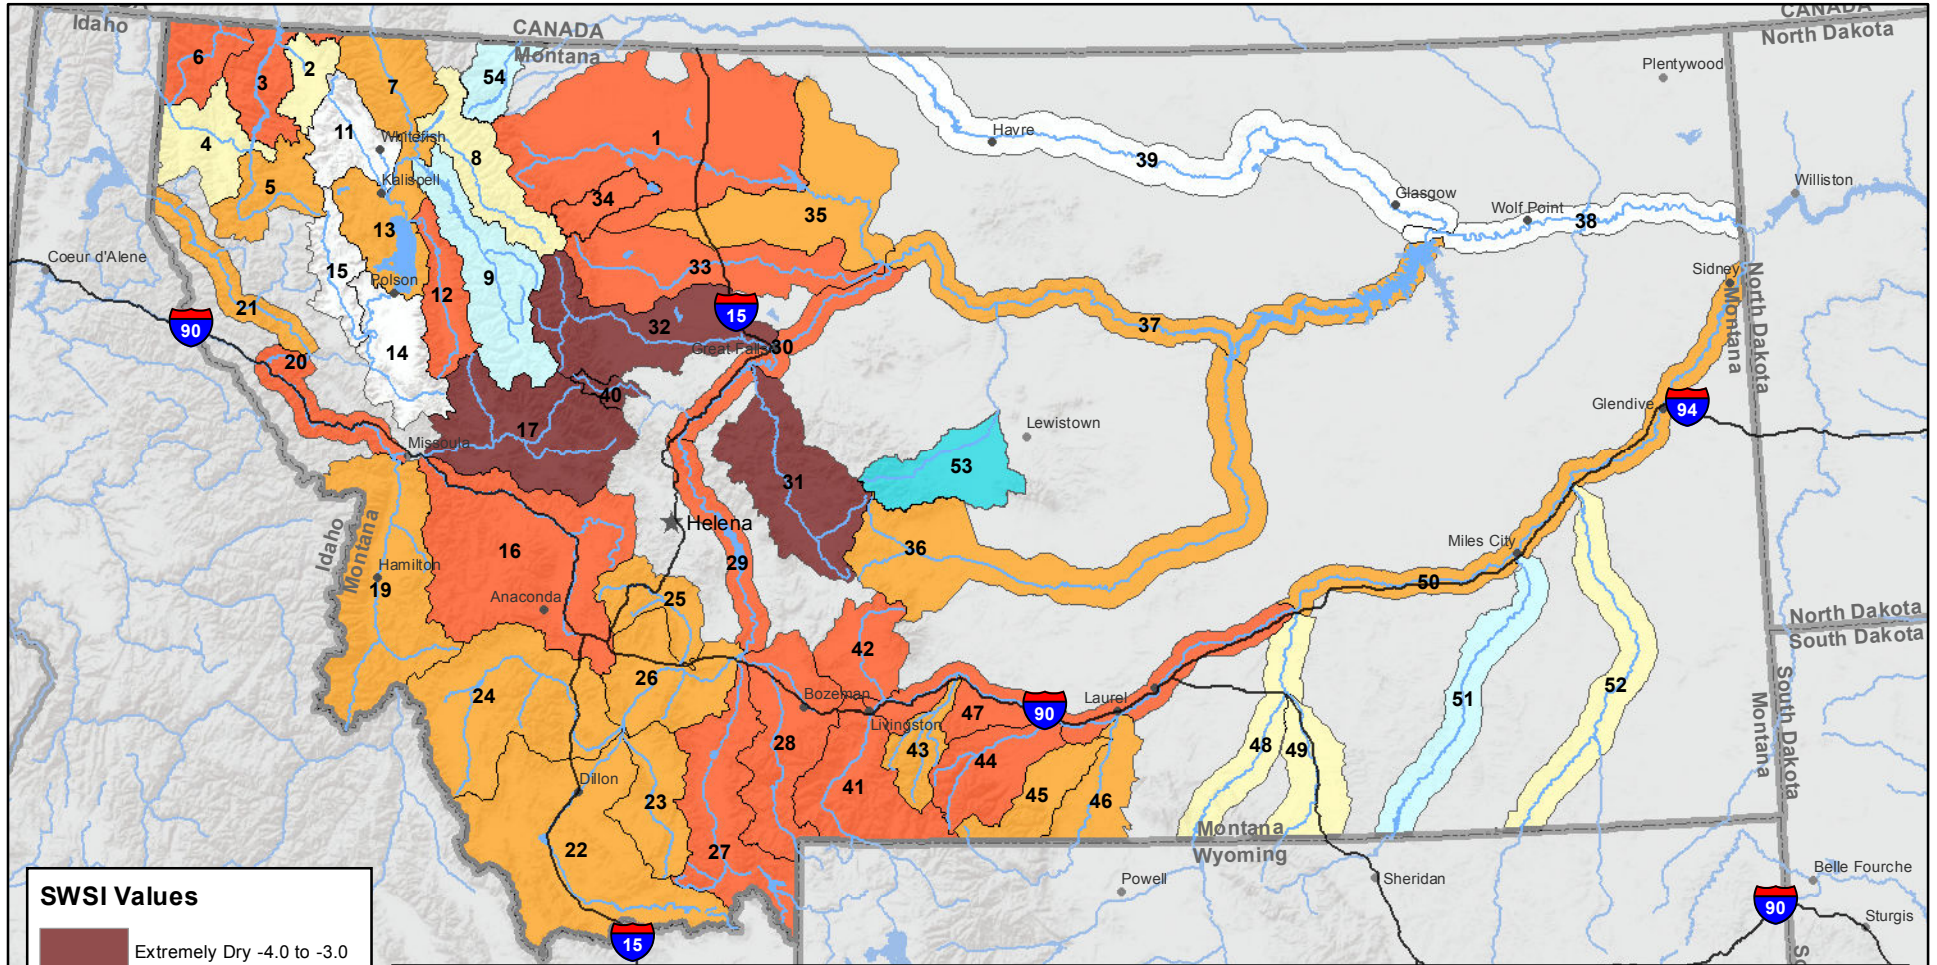 CANADA
Idaho
CANADA
Montana
CANADA
North Dakota
Plentywood
6
3
2
7
54
4
11
Whitefish
8
1
Havre
39
5
Kalispell
34
35
Glasgow
Wolf Point
38
Williston
13
Coeur d'Alene
15
Polson
9
12
33
Sidney
North Dakota
Montana
21
90
14
32
15
37
20
Great Falls
30
40
Glendive
94
17
Missoula
Lewistown
53
31
Helena
Idaho
Montana
16
36
Miles City
29
Hamilton
19
Anaconda
25
50
North Dakota
South Dakota
42
26
24
Bozeman
Livingston
47
90
Laurel
51
52
South Dakota
Montana
28
43
44
48
49
Dillon
23
41
45
46
22
27
Montana
Wyoming
Powell
Sheridan
Belle Fourche
90
Sturgis
15
So
SWSI Values
Extremely Dry -4.0 to -3.0